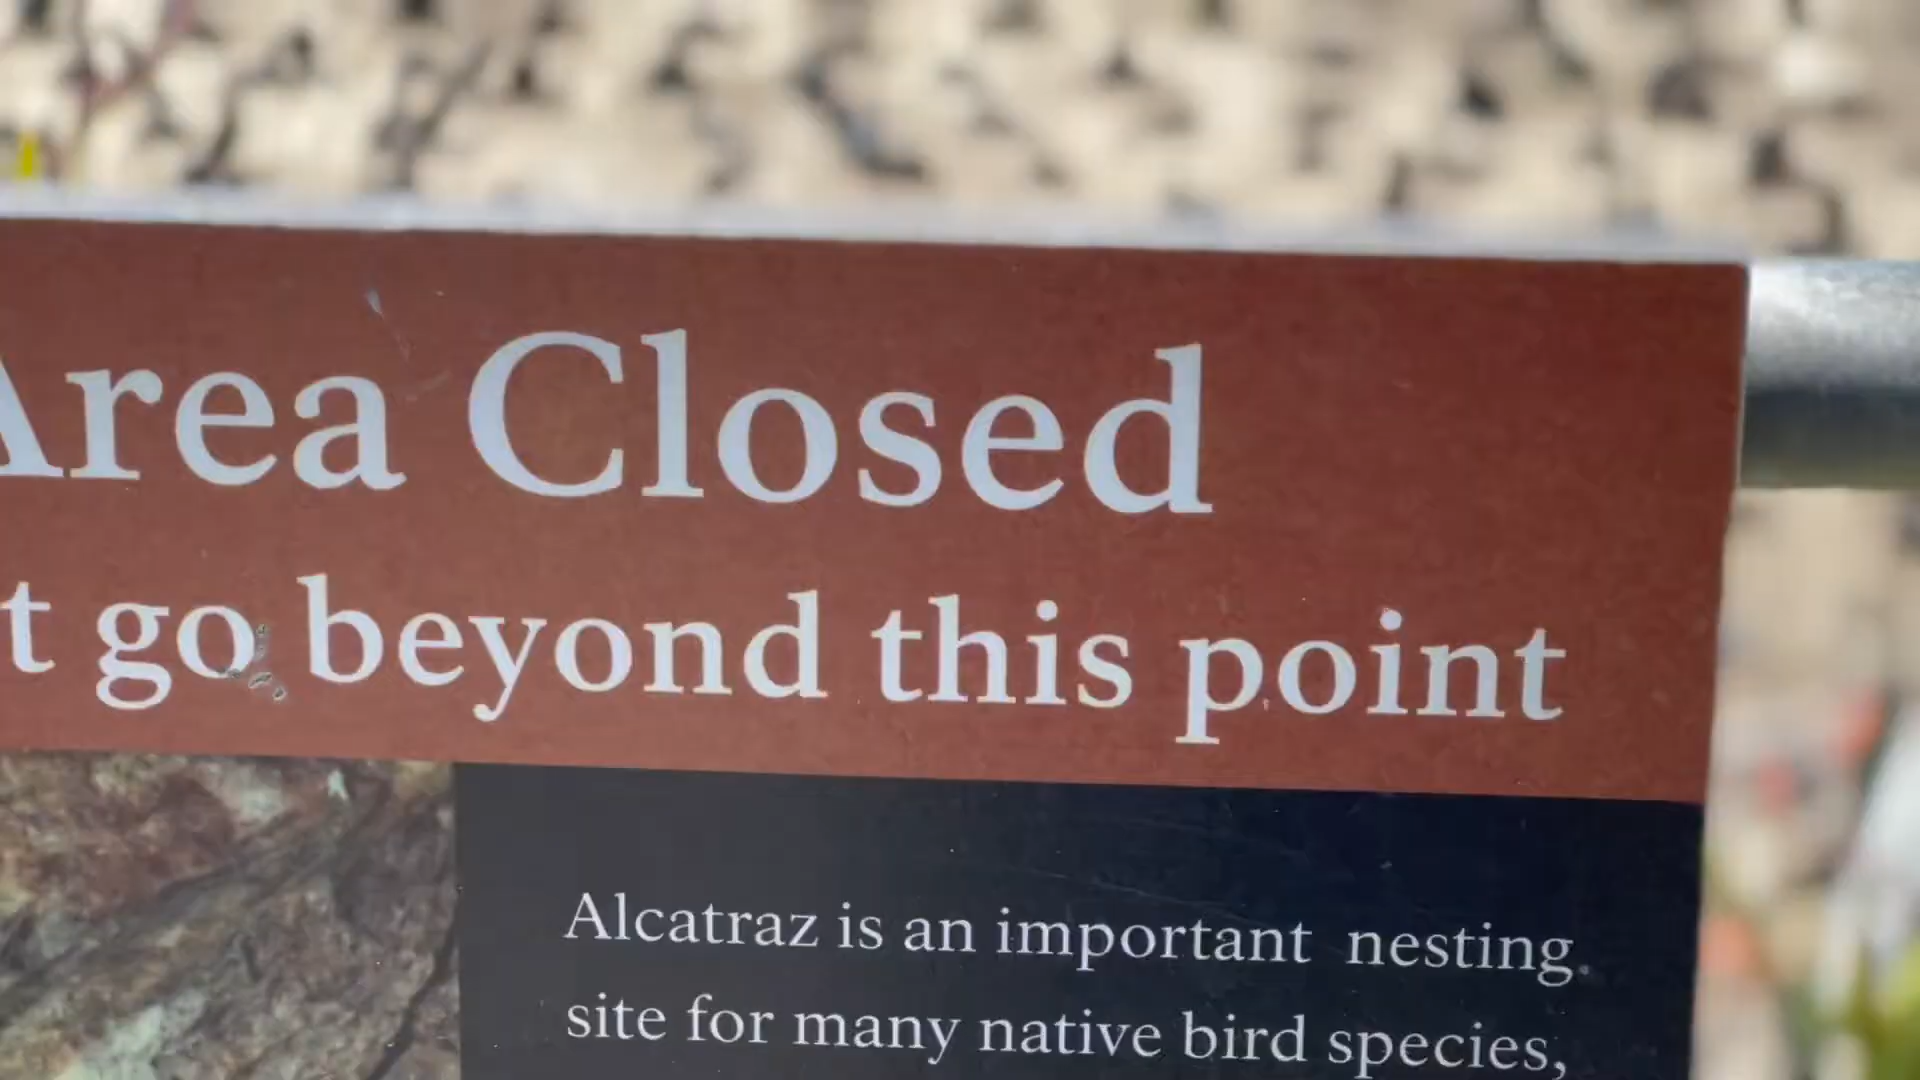 Area Closed
t go beyond this point
Alcatraz is an important nesting
site for many native bird species,